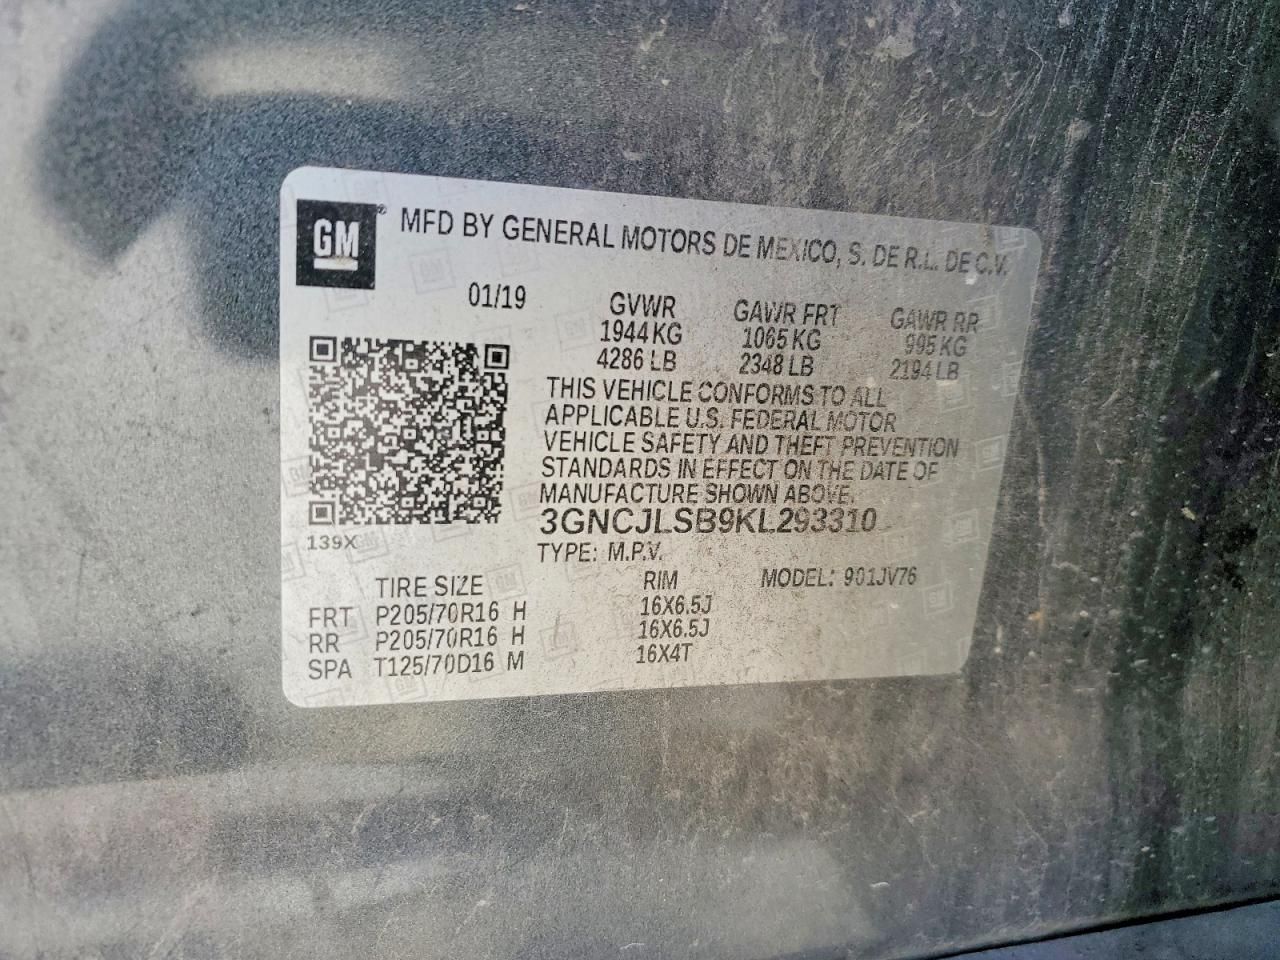 GM ® MFD BY GENERAL MOTORS DE MEXICO, S. DE R.L. DE C.V.
01/19 GVWR GAWR FRT GAWR RR
1944 KG 1065 KG 995 KG
4286 LB 2348 LB 2194 LB
THIS VEHICLE CONFORMS TO ALL
APPLICABLE U.S. FEDERAL MOTOR
VEHICLE SAFETY AND THEFT PREVENTION
STANDARDS IN EFFECT ON THE DATE OF
MANUFACTURE SHOWN ABOVE.
3GNCJLSB9KL293310
139X
TYPE: M.P.V.
TIRE SIZE RIM MODEL: 901JV76
FRT P205/70R16 H 16X6.5J
RR P205/70R16 H 16X6.5J
SPA T125/70D16 M 16X4T